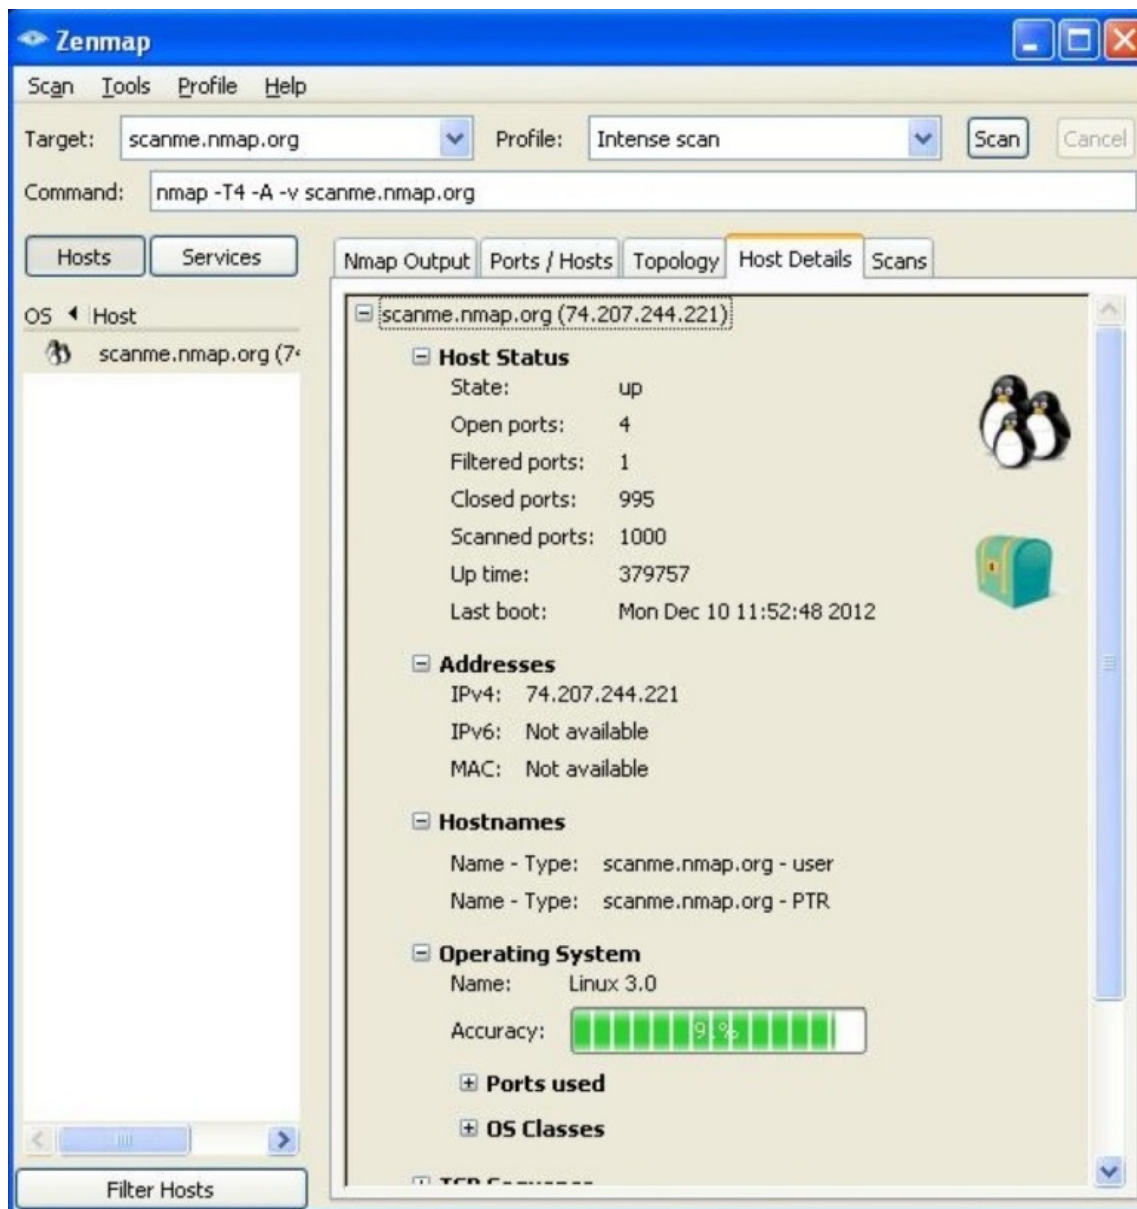 Zenmap
Scan Tools Profile Help
Target: scanme.nmap.org Profile: Intense scan Scan Cancel
Command: nmap -T4 -A -v scanme.nmap.org
Hosts Services
Nmap Output Ports / Hosts Topology Host Details Scans
OS Host
scanme.nmap.org (74
scanme.nmap.org (74.207.244.221)
Host Status
State: up
Open ports: 4
Filtered ports: 1
Closed ports: 995
Scanned ports: 1000
Up time: 379757
Last boot: Mon Dec 10 11:52:48 2012
Addresses
IPv4: 74.207.244.221
IPv6: Not available
MAC: Not available
Hostnames
Name - Type: scanme.nmap.org - user
Name - Type: scanme.nmap.org - PTR
Operating System
Name: Linux 3.0
Accuracy:
Ports used
OS Classes
Filter Hosts